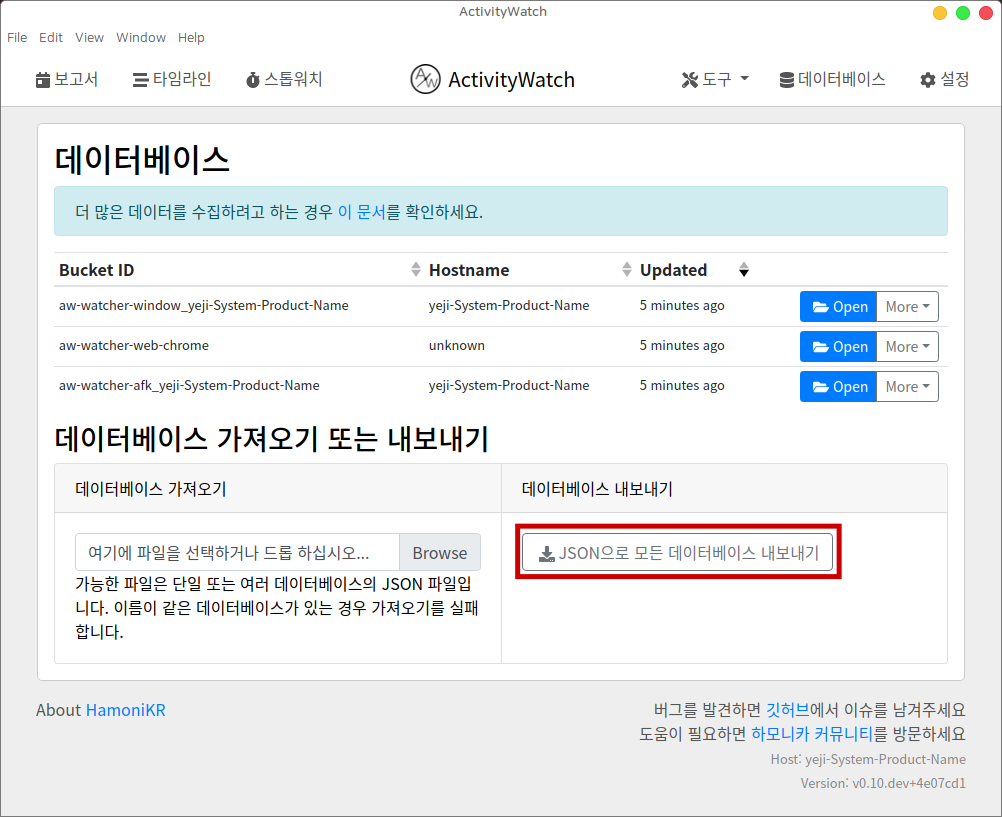 ActivityWatch
File Edit View Window Help
보고서 타임라인 스톱워치 ActivityWatch 도구 데이터베이스 설정
데이터베이스
더 많은 데이터를 수집하려고 하는 경우 이 문서를 확인하세요.
Bucket ID Hostname Updated
aw-watcher-window_yeji-System-Product-Name yeji-System-Product-Name 5 minutes ago Open More
aw-watcher-web-chrome unknown 5 minutes ago Open More
aw-watcher-afk_yeji-System-Product-Name yeji-System-Product-Name 5 minutes ago Open More
데이터베이스 가져오기 또는 내보내기
데이터베이스 가져오기 데이터베이스 내보내기
여기에 파일을 선택하거나 드롭 하십시오... Browse JSON으로 모든 데이터베이스 내보내기
가능한 파일은 단일 또는 여러 데이터베이스의 JSON 파일입
니다. 이름이 같은 데이터베이스가 있는 경우 가져오기를 실패
합니다.
About HamoniKR 버그를 발견하면 깃허브에서 이슈를 남겨주세요
도움이 필요하면 하모니카 커뮤니티를 방문하세요
Host: yeji-System-Product-Name
Version: v0.10.dev+4e07cd1